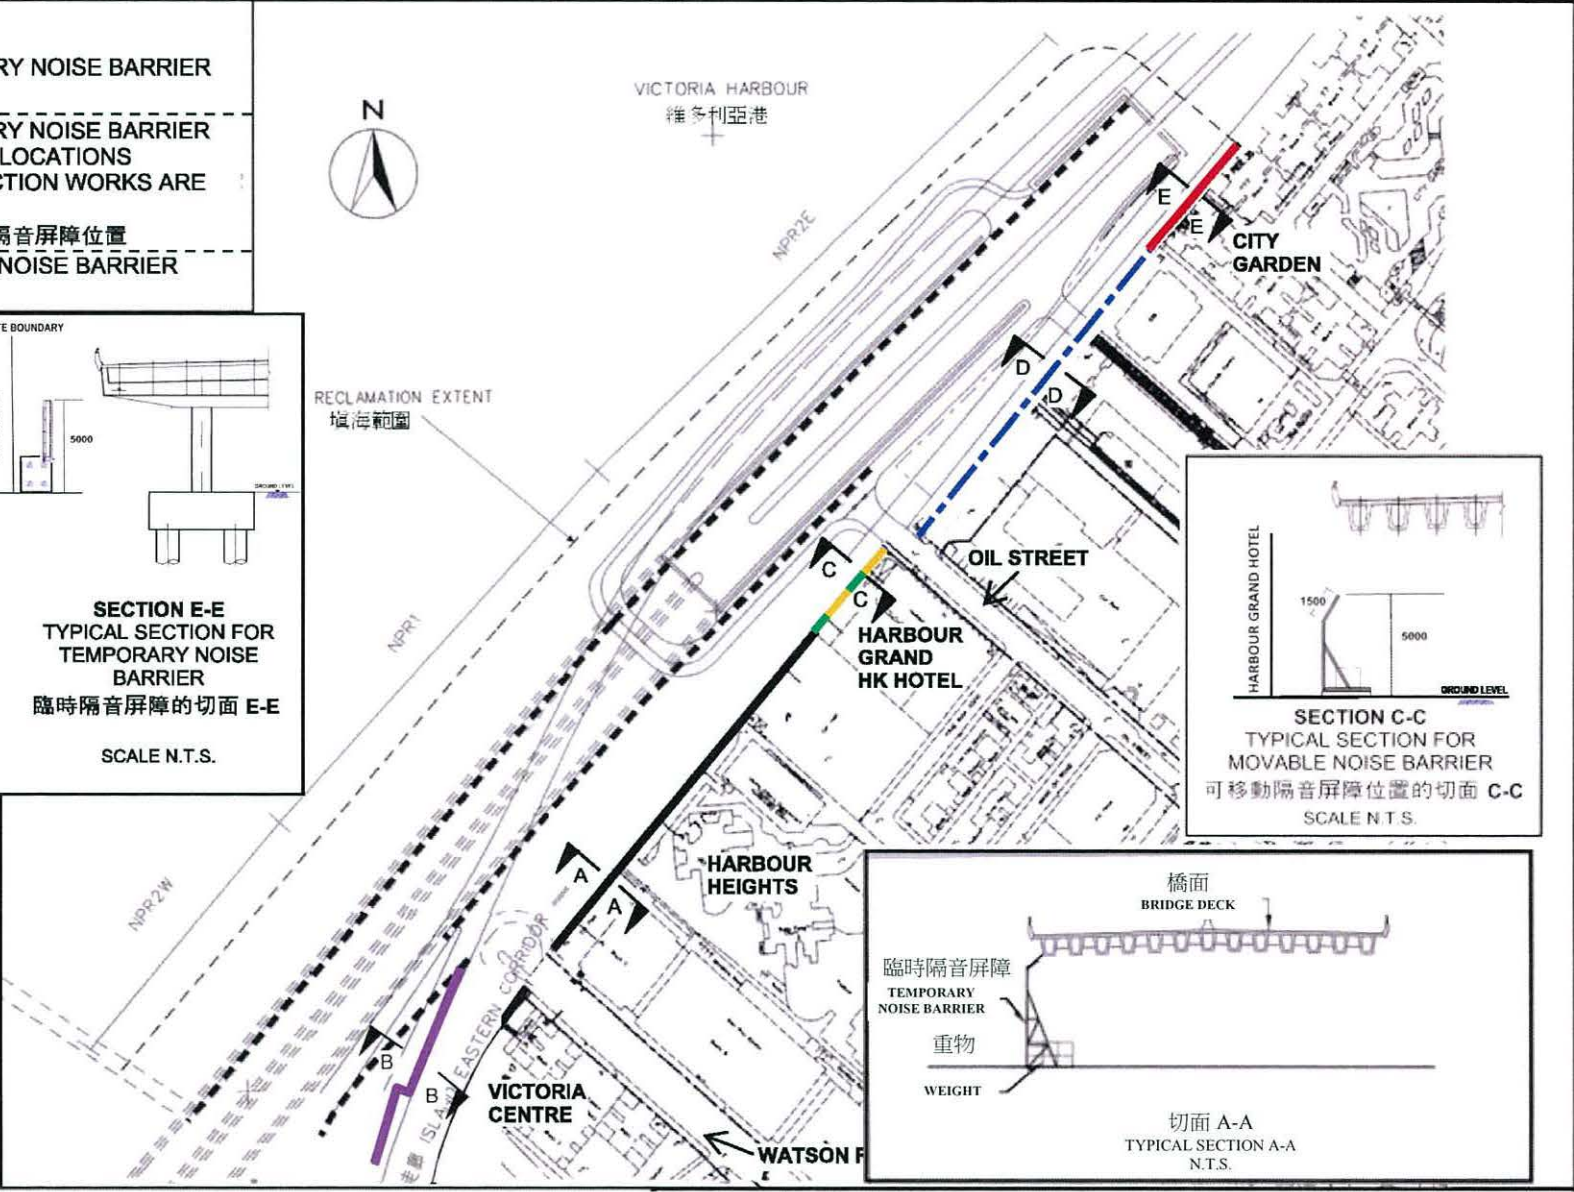 RY NOISE BARRIER
RY NOISE BARRIER
LOCATIONS
CTION WORKS ARE
隔音屏障位置
NOISE BARRIER
N
VICTORIA HARBOUR
維多利亞港
NPR2E
RECLAMATION EXTENT
填海範圍
NPR1
NPR2W
E
E
CITY
GARDEN
D
D
OIL STREET
C
C
HARBOUR
GRAND
HK HOTEL
HARBOUR
HEIGHTS
A
A
B
B
ISLAND EASTERN CORRIDOR
VICTORIA
CENTRE
WATSON
TE BOUNDARY
5000
GROUND LEVEL
SECTION E-E
TYPICAL SECTION FOR
TEMPORARY NOISE
BARRIER
臨時隔音屏障的切面 E-E
SCALE N.T.S.
HARBOUR GRAND HOTEL
1500
5000
GROUND LEVEL
SECTION C-C
TYPICAL SECTION FOR
MOVABLE NOISE BARRIER
可移動隔音屏障位置的切面 C-C
SCALE N.T.S.
橋面
BRIDGE DECK
臨時隔音屏障
TEMPORARY
NOISE BARRIER
重物
WEIGHT
切面 A-A
TYPICAL SECTION A-A
N.T.S.